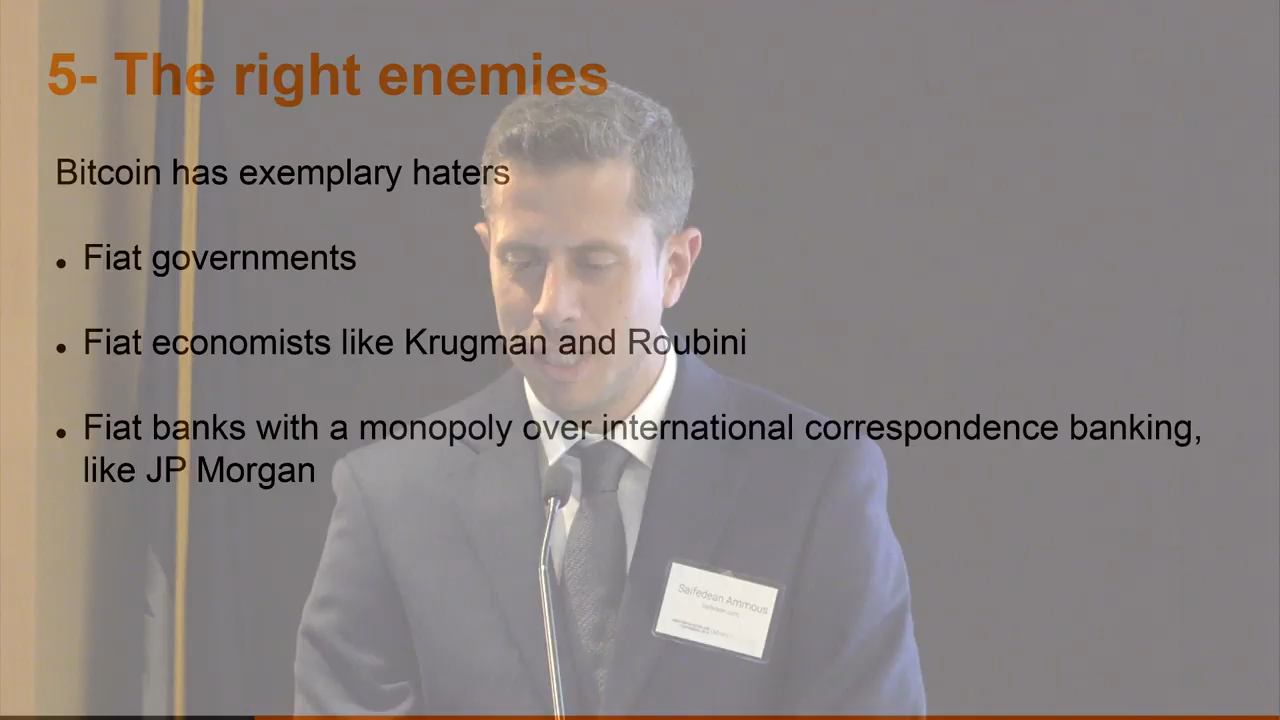 5- The right enemies
Bitcoin has exemplary haters
• Fiat governments
• Fiat economists like Krugman and Roubini
• Fiat banks with a monopoly over international correspondence banking,
like JP Morgan
Saifedean Ammous